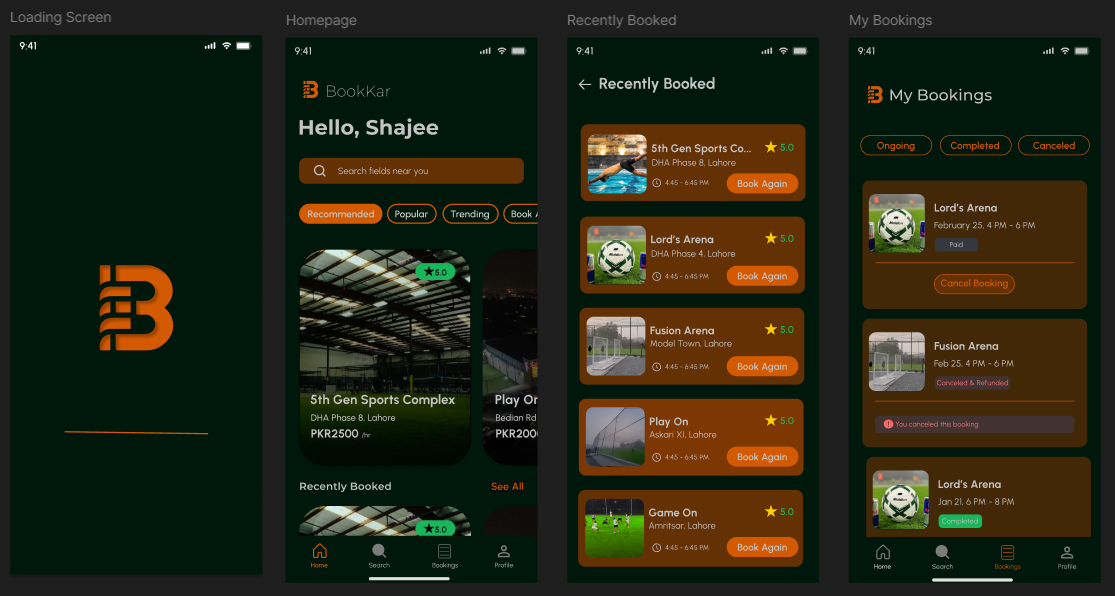 Loading Screen
9:41
Homepage
9:41
BookKar
Hello, Shajee
Search fields near you
Recommended
Popular
Trending
Book A
5.0
5th Gen Sports Complex
DHA Phase 8, Lahore
PKR2500 /hr
Play On
Bedian Rd
PKR200
Recently Booked
See All
5.0
Home
Search
Bookings
Profile
Recently Booked
9:41
Recently Booked
5th Gen Sports Co...
5.0
DHA Phase 8, Lahore
4:45 - 6:45 PM
Book Again
Lord's Arena
5.0
DHA Phase 4, Lahore
4:45 - 6:45 PM
Book Again
Fusion Arena
5.0
Model Town, Lahore
4:45 - 6:45 PM
Book Again
Play On
5.0
Askari XI, Lahore
4:45 - 6:45 PM
Book Again
Game On
5.0
Amritsar, Lahore
4:45 - 6:45 PM
Book Again
My Bookings
9:41
My Bookings
Ongoing
Completed
Canceled
Lord's Arena
February 25, 4 PM - 6 PM
Paid
Cancel Booking
Fusion Arena
Feb 25, 4 PM - 6 PM
Canceled & Refunded
You canceled this booking
Lord's Arena
Jan 21, 6 PM - 8 PM
Completed
Home
Search
Bookings
Profile